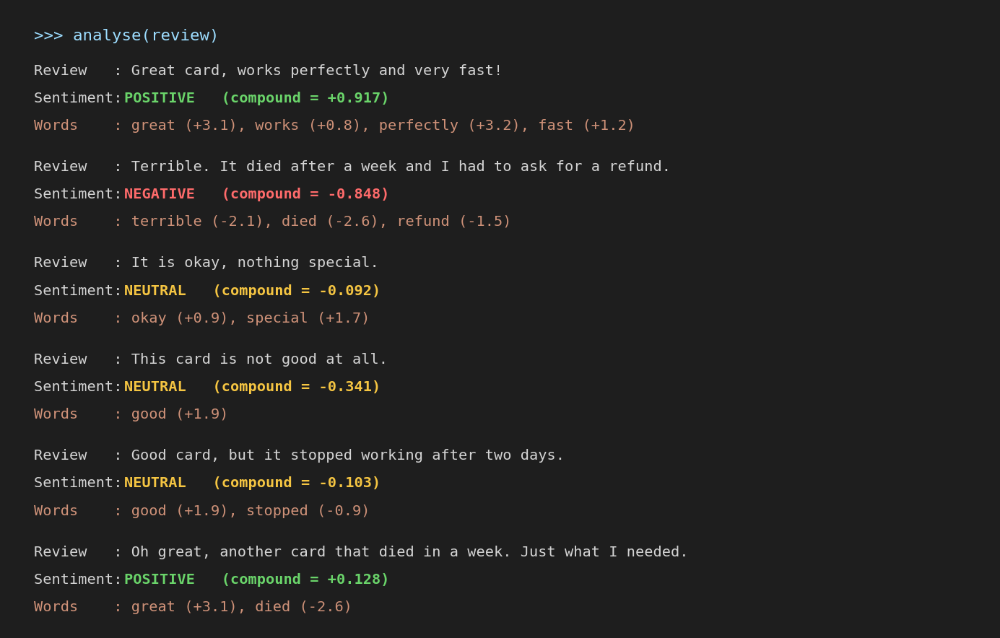 >>> analyse(review)
Review   : Great card, works perfectly and very fast!
Sentiment: POSITIVE   (compound = +0.917)
Words    : great (+3.1), works (+0.8), perfectly (+3.2), fast (+1.2)
Review   : Terrible. It died after a week and I had to ask for a refund.
Sentiment: NEGATIVE   (compound = -0.848)
Words    : terrible (-2.1), died (-2.6), refund (-1.5)
Review   : It is okay, nothing special.
Sentiment: NEUTRAL   (compound = -0.092)
Words    : okay (+0.9), special (+1.7)
Review   : This card is not good at all.
Sentiment: NEUTRAL   (compound = -0.341)
Words    : good (+1.9)
Review   : Good card, but it stopped working after two days.
Sentiment: NEUTRAL   (compound = -0.103)
Words    : good (+1.9), stopped (-0.9)
Review   : Oh great, another card that died in a week. Just what I needed.
Sentiment: POSITIVE   (compound = +0.128)
Words    : great (+3.1), died (-2.6)